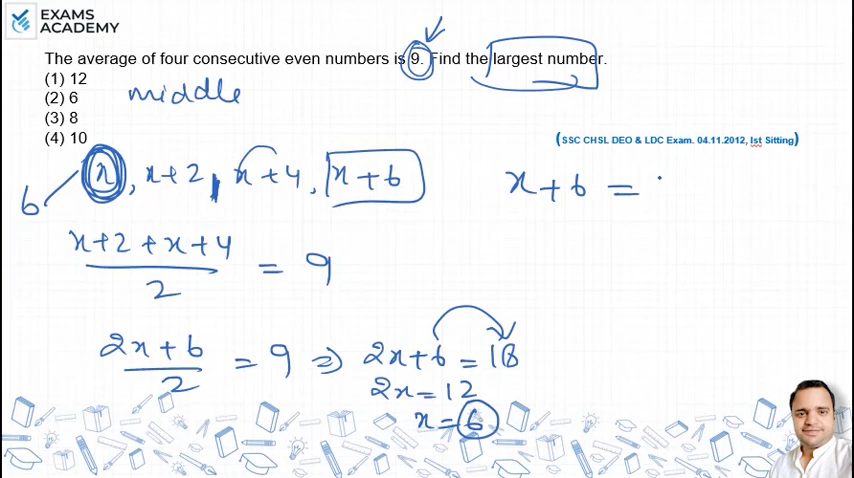 EXAMS
ACADEMY
The average of four consecutive even numbers is 9. Find the largest number.
(1) 12
(2) 6
(3) 8
(4) 10
middle
(SSC CHSL DEO & LDC Exam. 04.11.2012, Ist Sitting)
x, x+2, x+4, x+6
6
x+6 =
x+2+x+4
2
= 9
2x+6
2
= 9 ⇒ 2x+6 = 18
2x = 12
x = 6